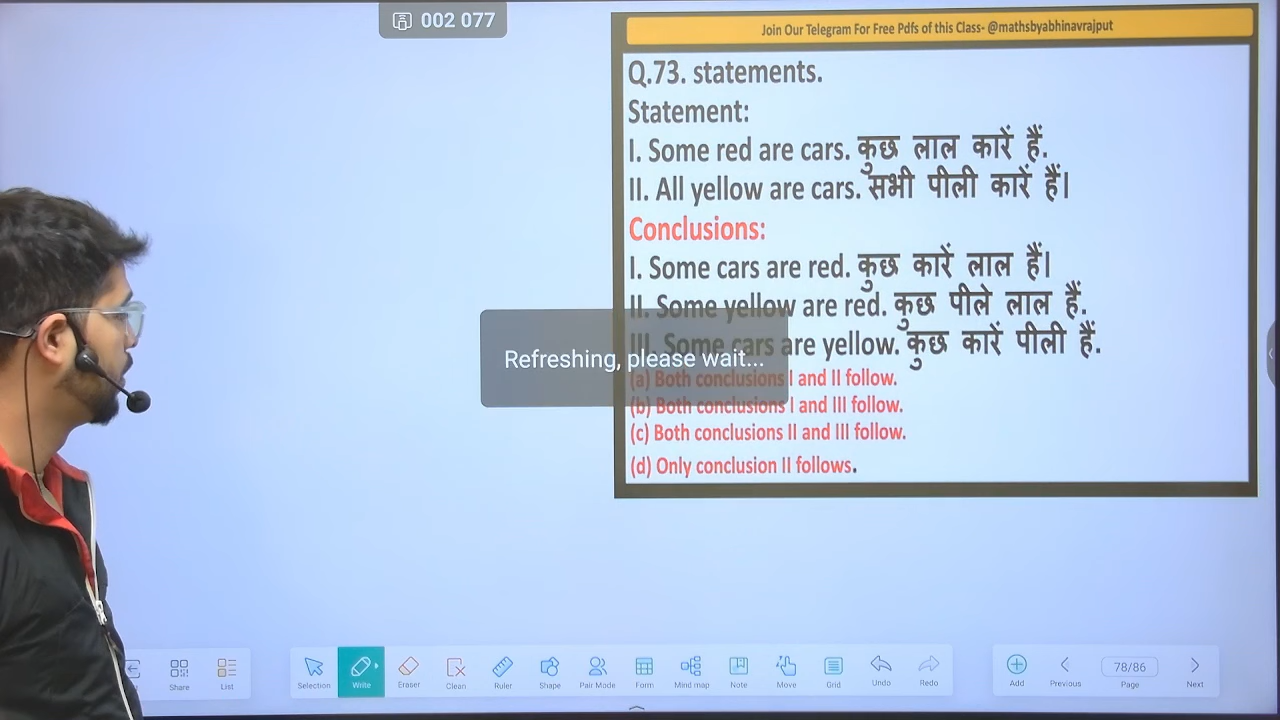 002 077
Join Our Telegram For Free Pdfs of this Class- @mathsbyabhinavrajput
Q.73. statements.
Statement:
I. Some red are cars. कुछ लाल कारें हैं.
II. All yellow are cars. सभी पीली कारें हैं।
Conclusions:
I. Some cars are red. कुछ कारें लाल हैं।
II. Some yellow are red. कुछ पीले लाल हैं.
III. Some cars are yellow. कुछ कारें पीली हैं.
Refreshing, please wait...
(a) Both conclusions I and II follow.
(b) Both conclusions I and III follow.
(c) Both conclusions II and III follow.
(d) Only conclusion II follows.
Share List Selection Write Eraser Clean Ruler Shape Pair Mode Form Mind map Note Move Grid Undo Redo Add Previous 78/86 Page Next